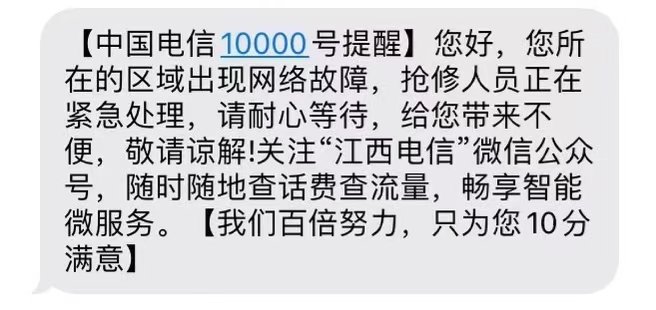 【中国电信10000号提醒】您好，您所
在的区域出现网络故障，抢修人员正在
紧急处理，请耐心等待，给您带来不
便，敬请谅解!关注“江西电信”微信公众
号，随时随地查话费查流量，畅享智能
微服务。【我们百倍努力，只为您10分
满意】